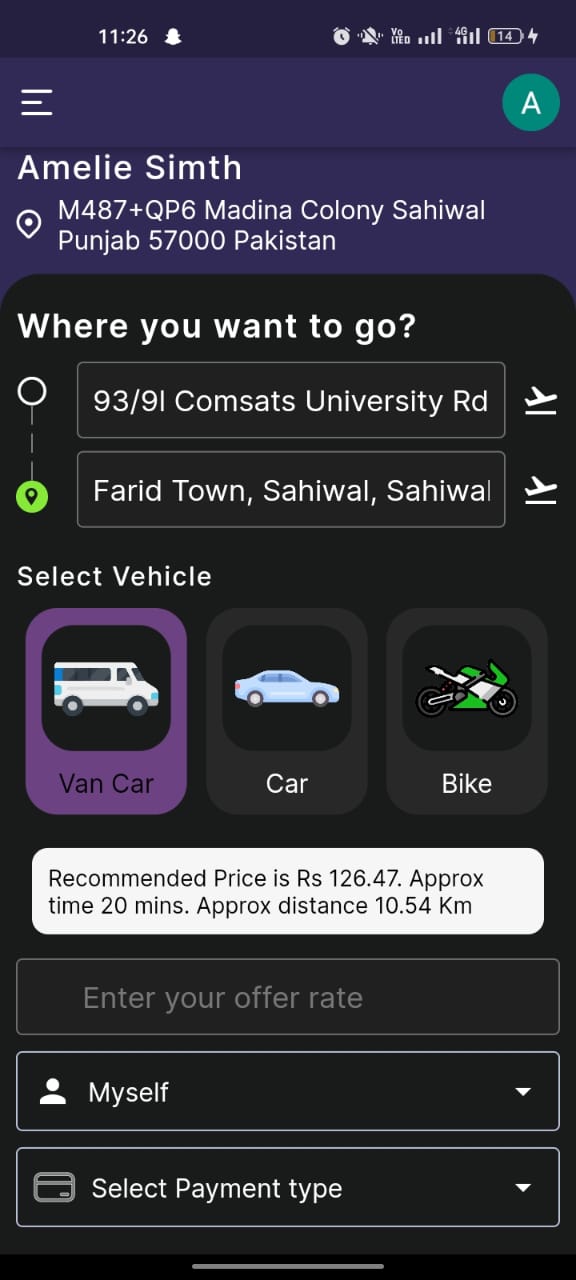 11:26
Yo LTED
4G
14
A
Amelie Simth
M487+QP6 Madina Colony Sahiwal
Punjab 57000 Pakistan
Where you want to go?
93/9l Comsats University Rd
Farid Town, Sahiwal, Sahiwal
Select Vehicle
Van Car
Car
Bike
Recommended Price is Rs 126.47. Approx
time 20 mins. Approx distance 10.54 Km
Enter your offer rate
Myself
Select Payment type